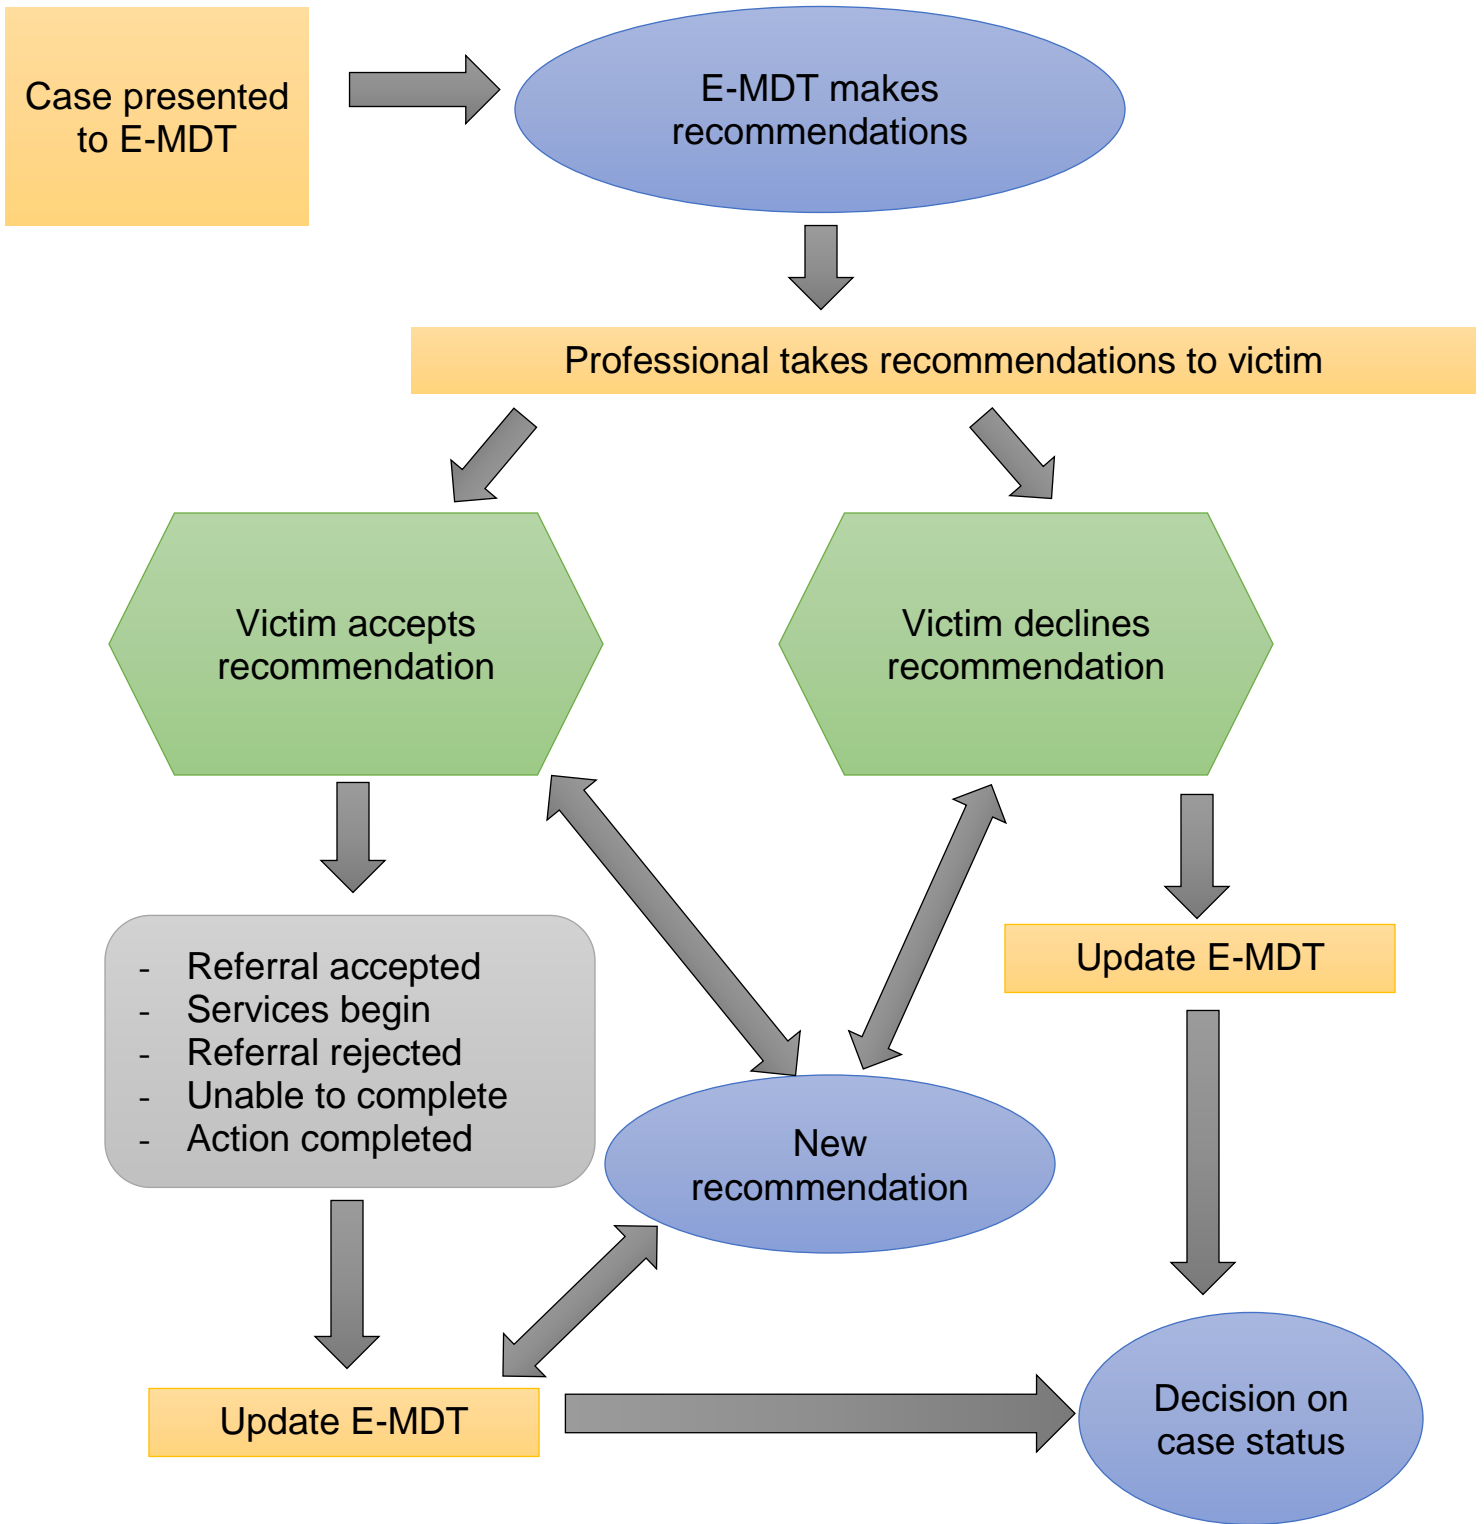 Case presented
to E-MDT
E-MDT makes
recommendations
Professional takes recommendations to victim
Victim accepts
recommendation
Victim declines
recommendation
- Referral accepted
- Services begin
- Referral rejected
- Unable to complete
- Action completed
Update E-MDT
New
recommendation
Update E-MDT
Decision on
case status